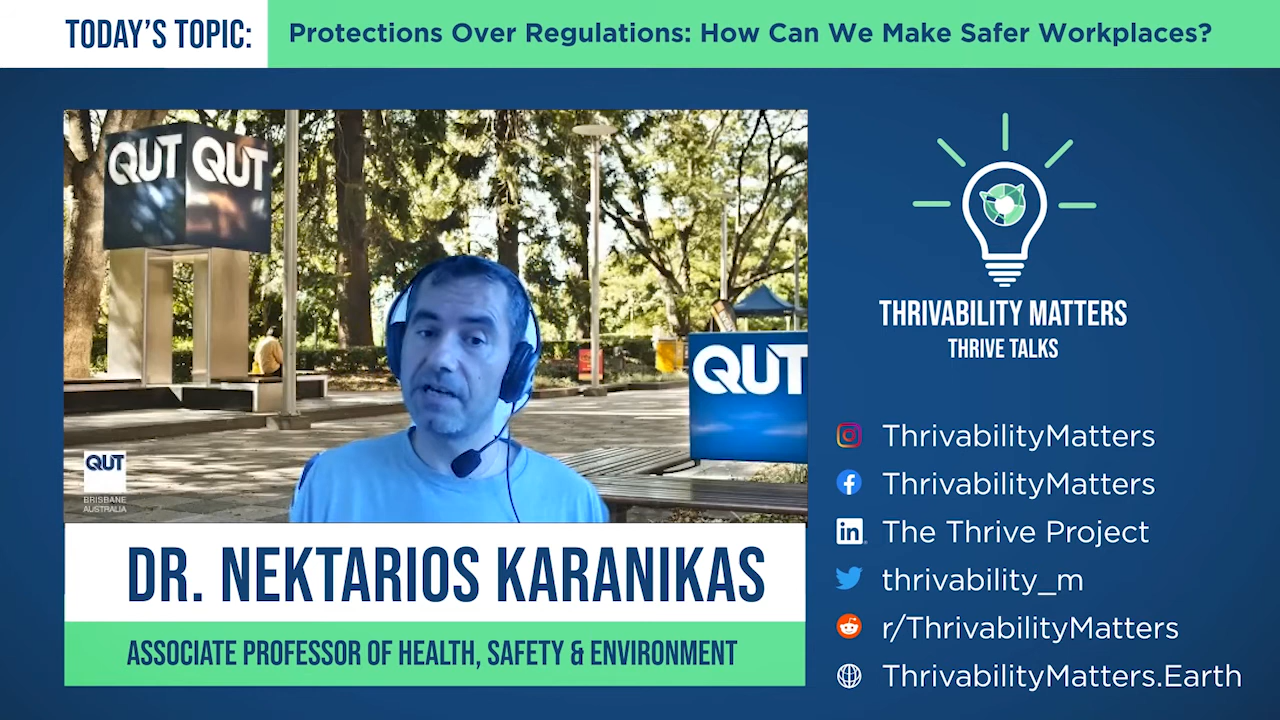 TODAY'S TOPIC:
Protections Over Regulations: How Can We Make Safer Workplaces?
QUT QUT
QUT
QUT
BRISBANE
AUSTRALIA
DR. NEKTARIOS KARANIKAS
ASSOCIATE PROFESSOR OF HEALTH, SAFETY & ENVIRONMENT
THRIVABILITY MATTERS
THRIVE TALKS
ThrivabilityMatters
ThrivabilityMatters
in The Thrive Project
thrivability_m
r/ThrivabilityMatters
ThrivabilityMatters.Earth